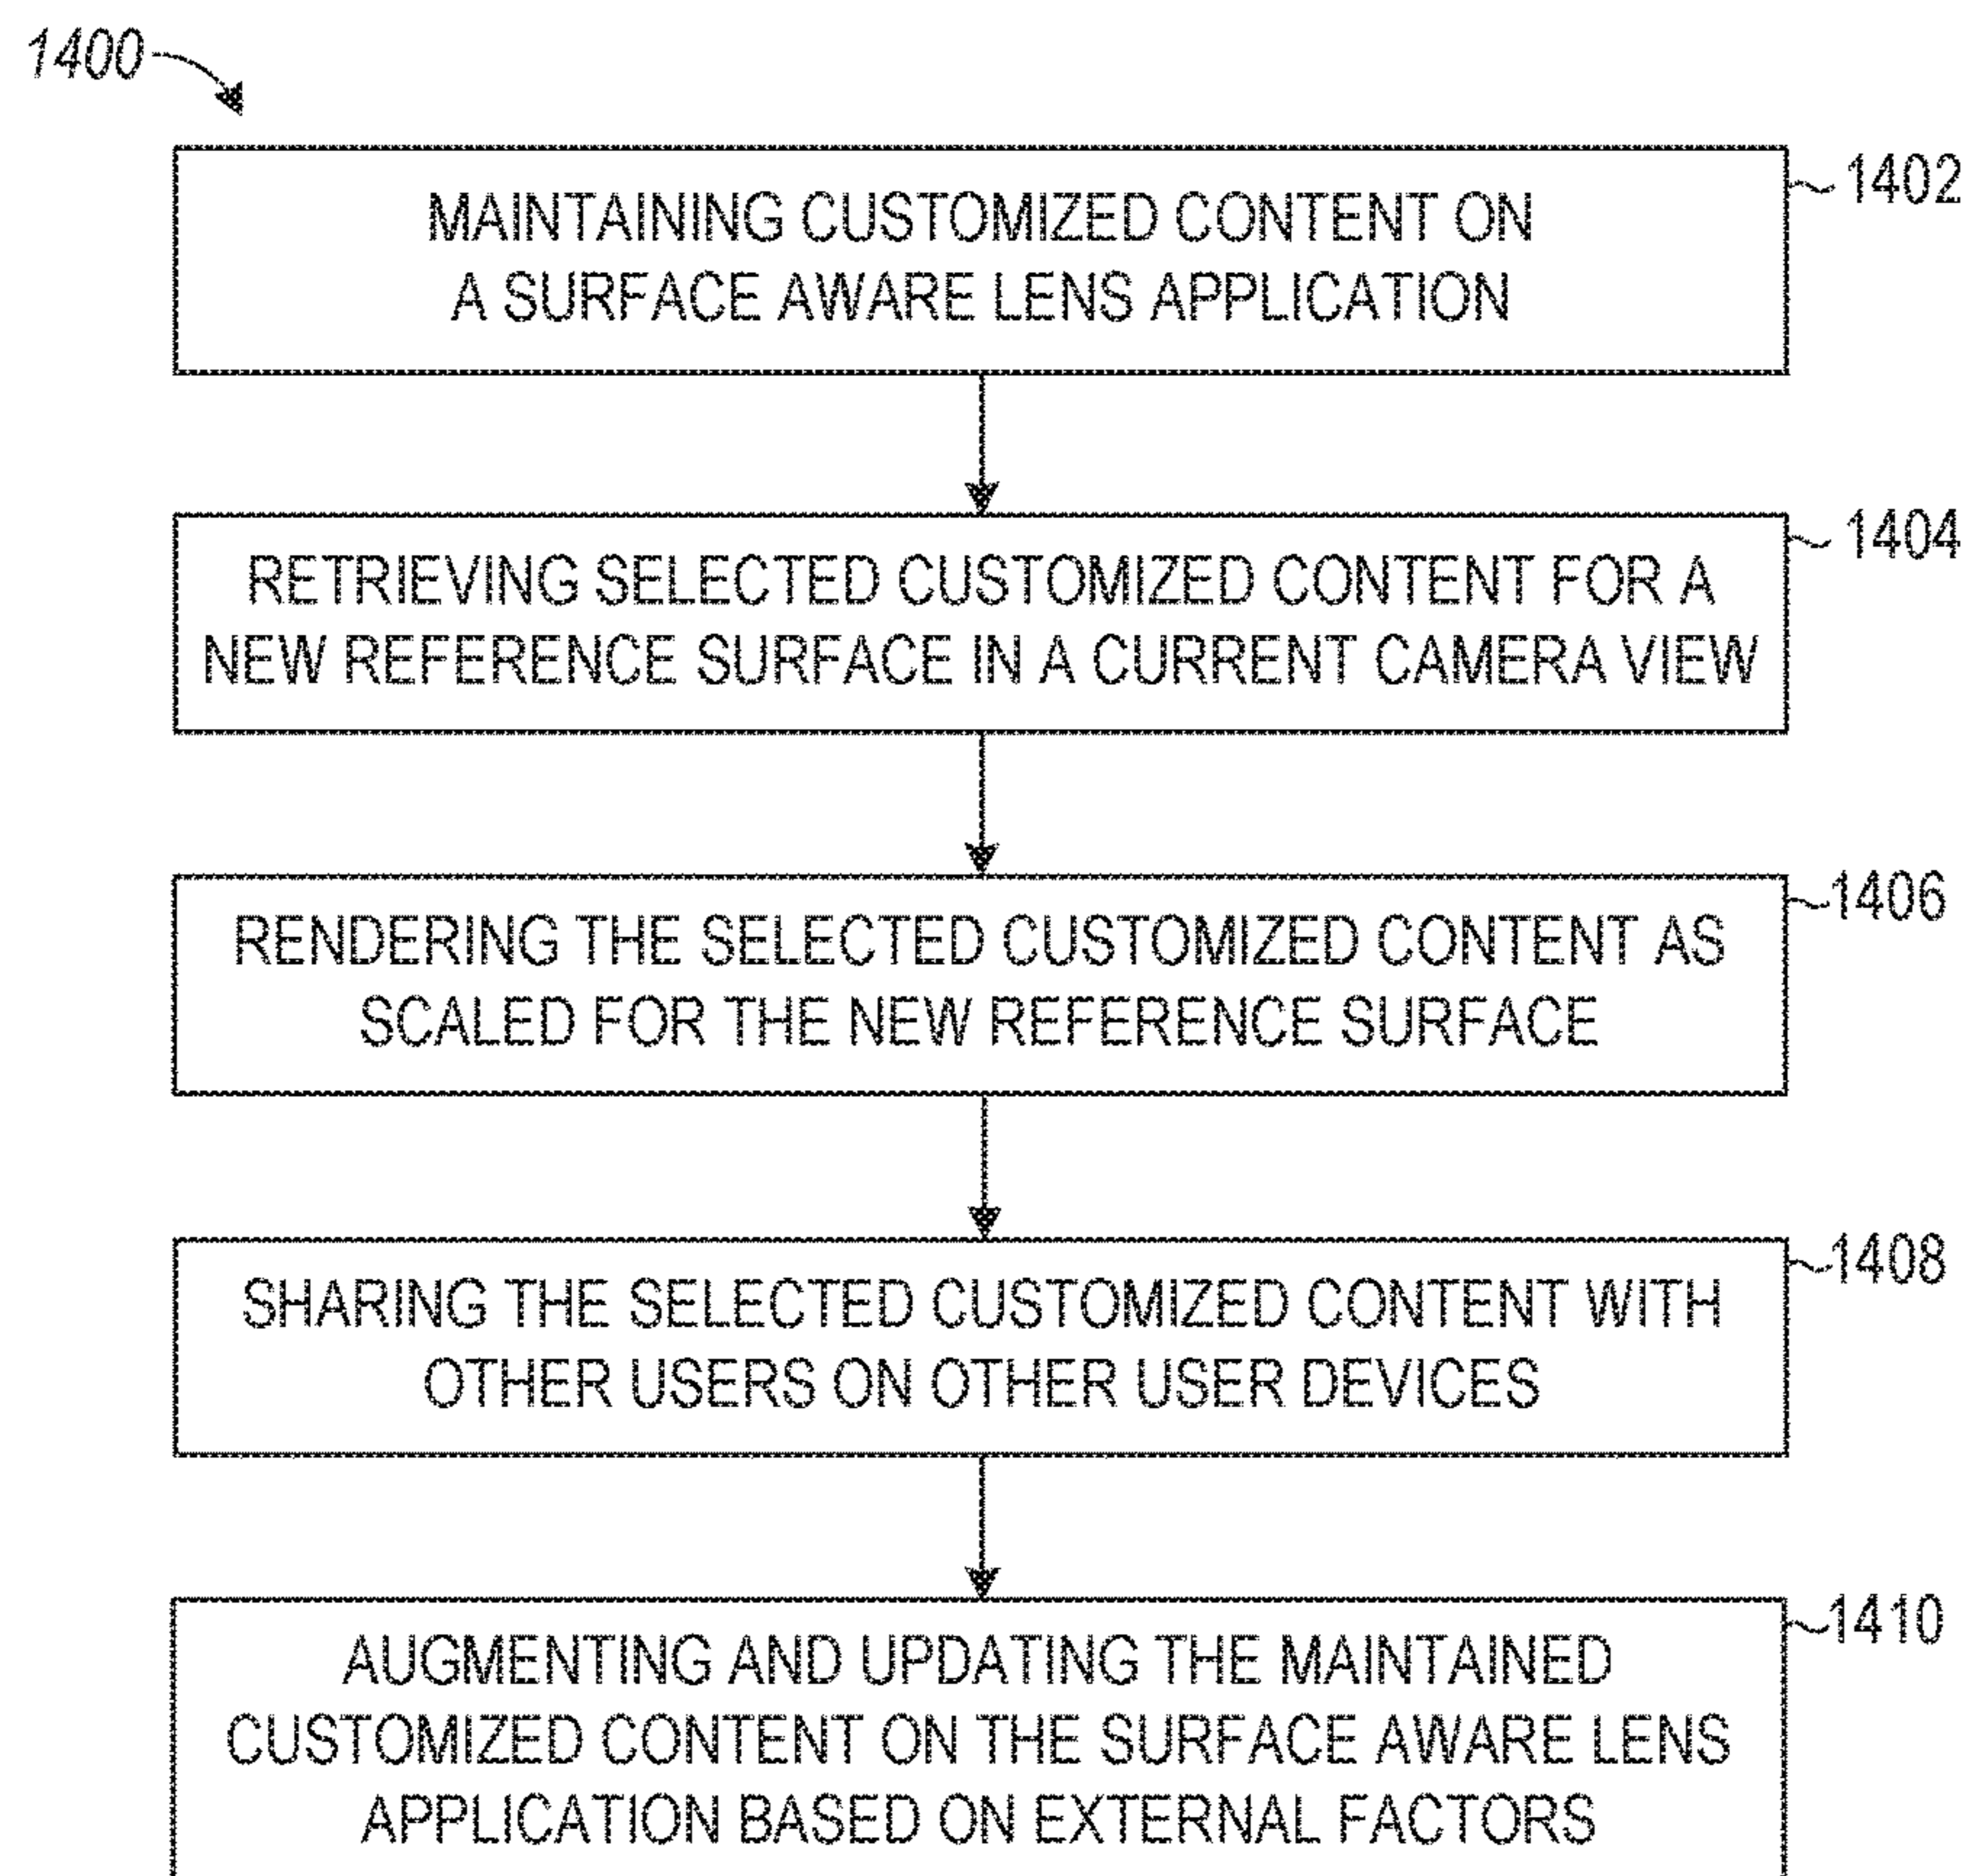 1400
MAINTAINING CUSTOMIZED CONTENT ON
A SURFACE AWARE LENS APPLICATION
1402
RETRIEVING SELECTED CUSTOMIZED CONTENT FOR A
NEW REFERENCE SURFACE IN A CURRENT CAMERA VIEW
1404
RENDERING THE SELECTED CUSTOMIZED CONTENT AS
SCALED FOR THE NEW REFERENCE SURFACE
1406
SHARING THE SELECTED CUSTOMIZED CONTENT WITH
OTHER USERS ON OTHER USER DEVICES
1408
AUGMENTING AND UPDATING THE MAINTAINED
CUSTOMIZED CONTENT ON THE SURFACE AWARE LENS
APPLICATION BASED ON EXTERNAL FACTORS
1410